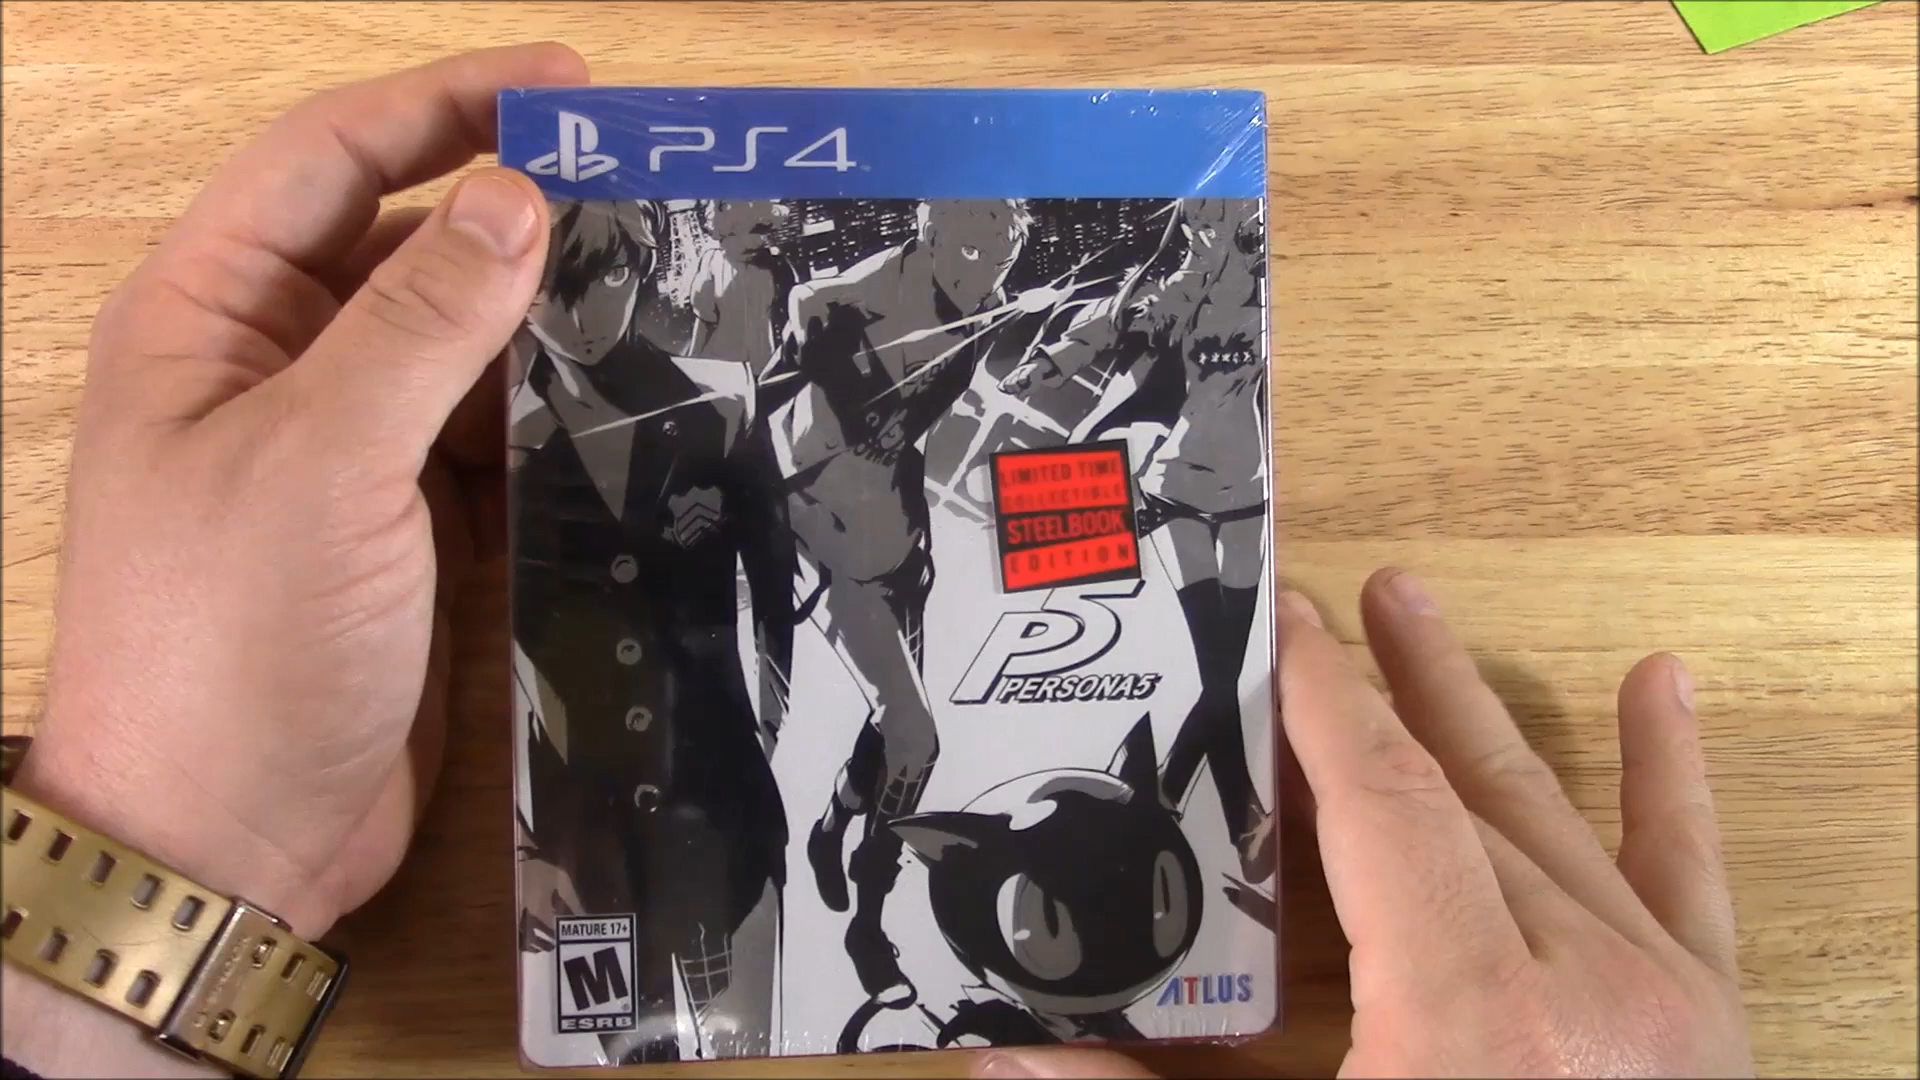 PS4
LIMITED TIME
COLLECTIBLE
STEELBOOK
EDITION
P5
PERSONA5
MATURE 17+
M
ESRB
ATLUS